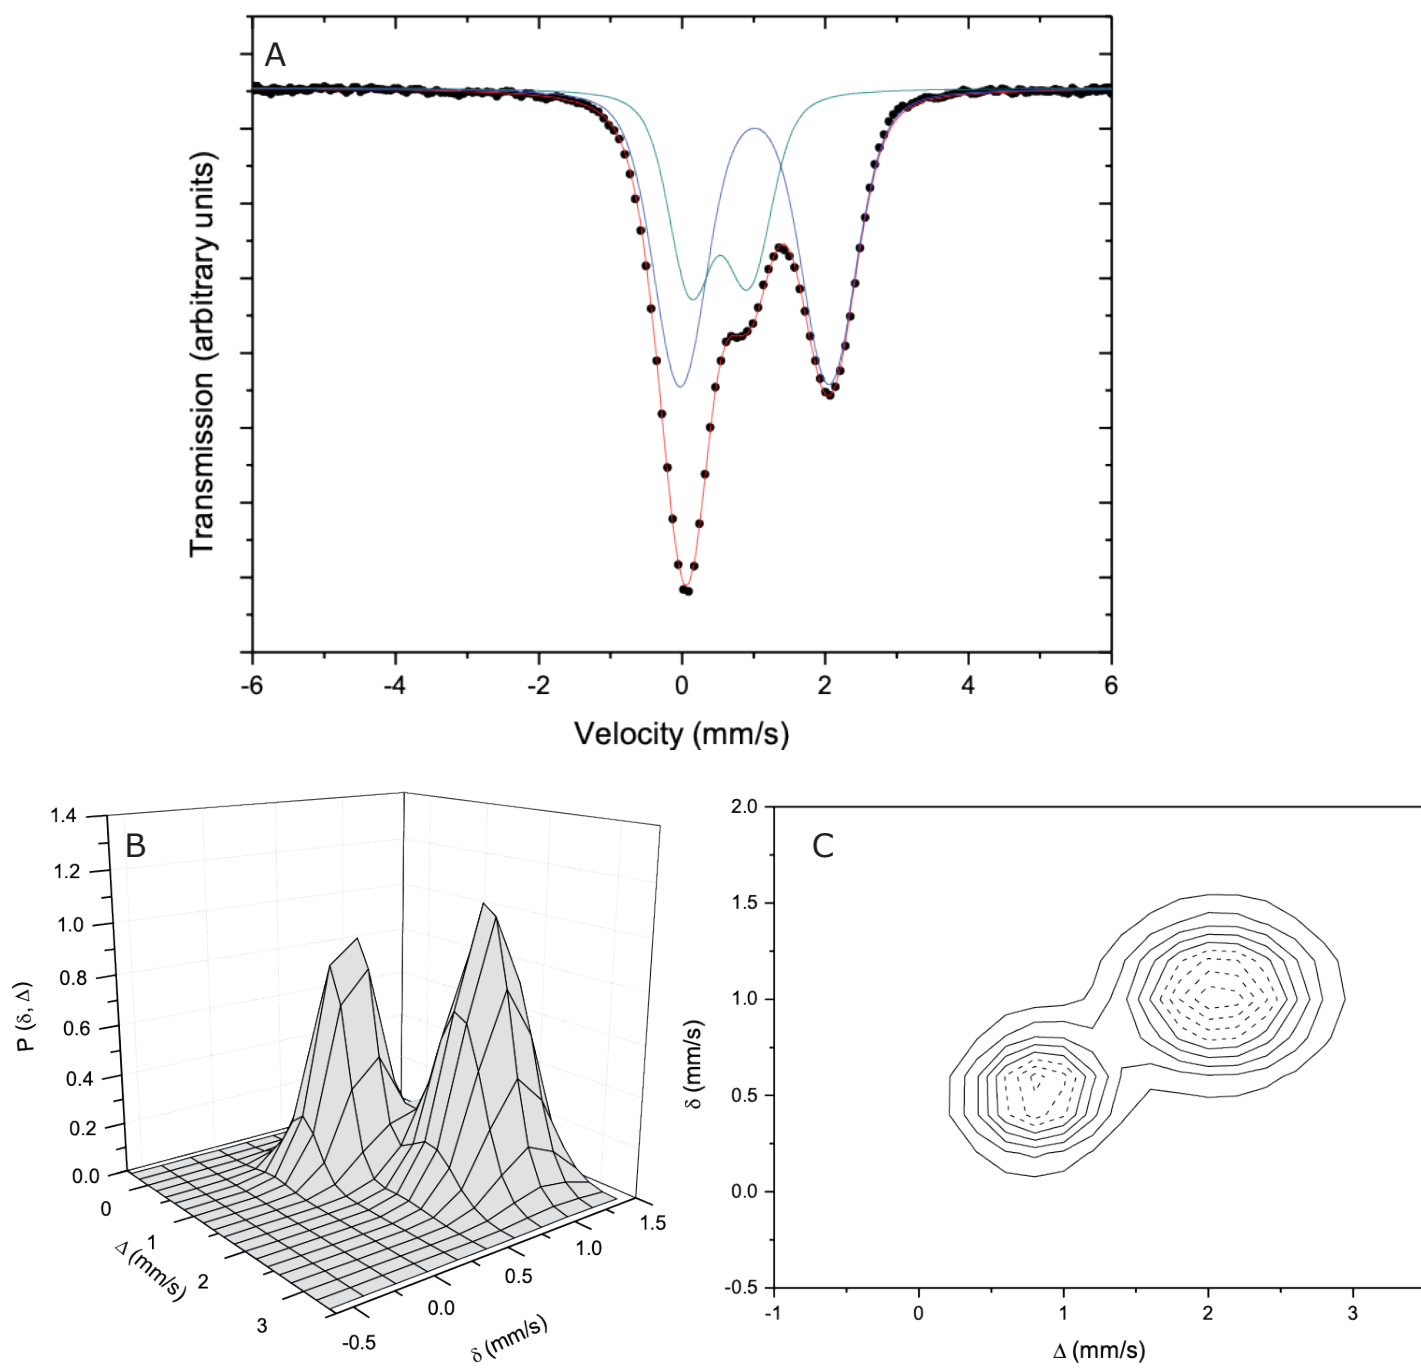 A
Transmission (arbitrary units)
-6 -4 -2 0 2 4 6
Velocity (mm/s)
B
1.4
1.2
1.0
0.8
0.6
0.4
0.2
0.0
P (δ, Δ)
0 1 2 3
Δ (mm/s)
-0.5 0.0 0.5 1.0 1.5
δ (mm/s)
C
2.0
1.5
1.0
0.5
0.0
-0.5
δ (mm/s)
-1 0 1 2 3
Δ (mm/s)